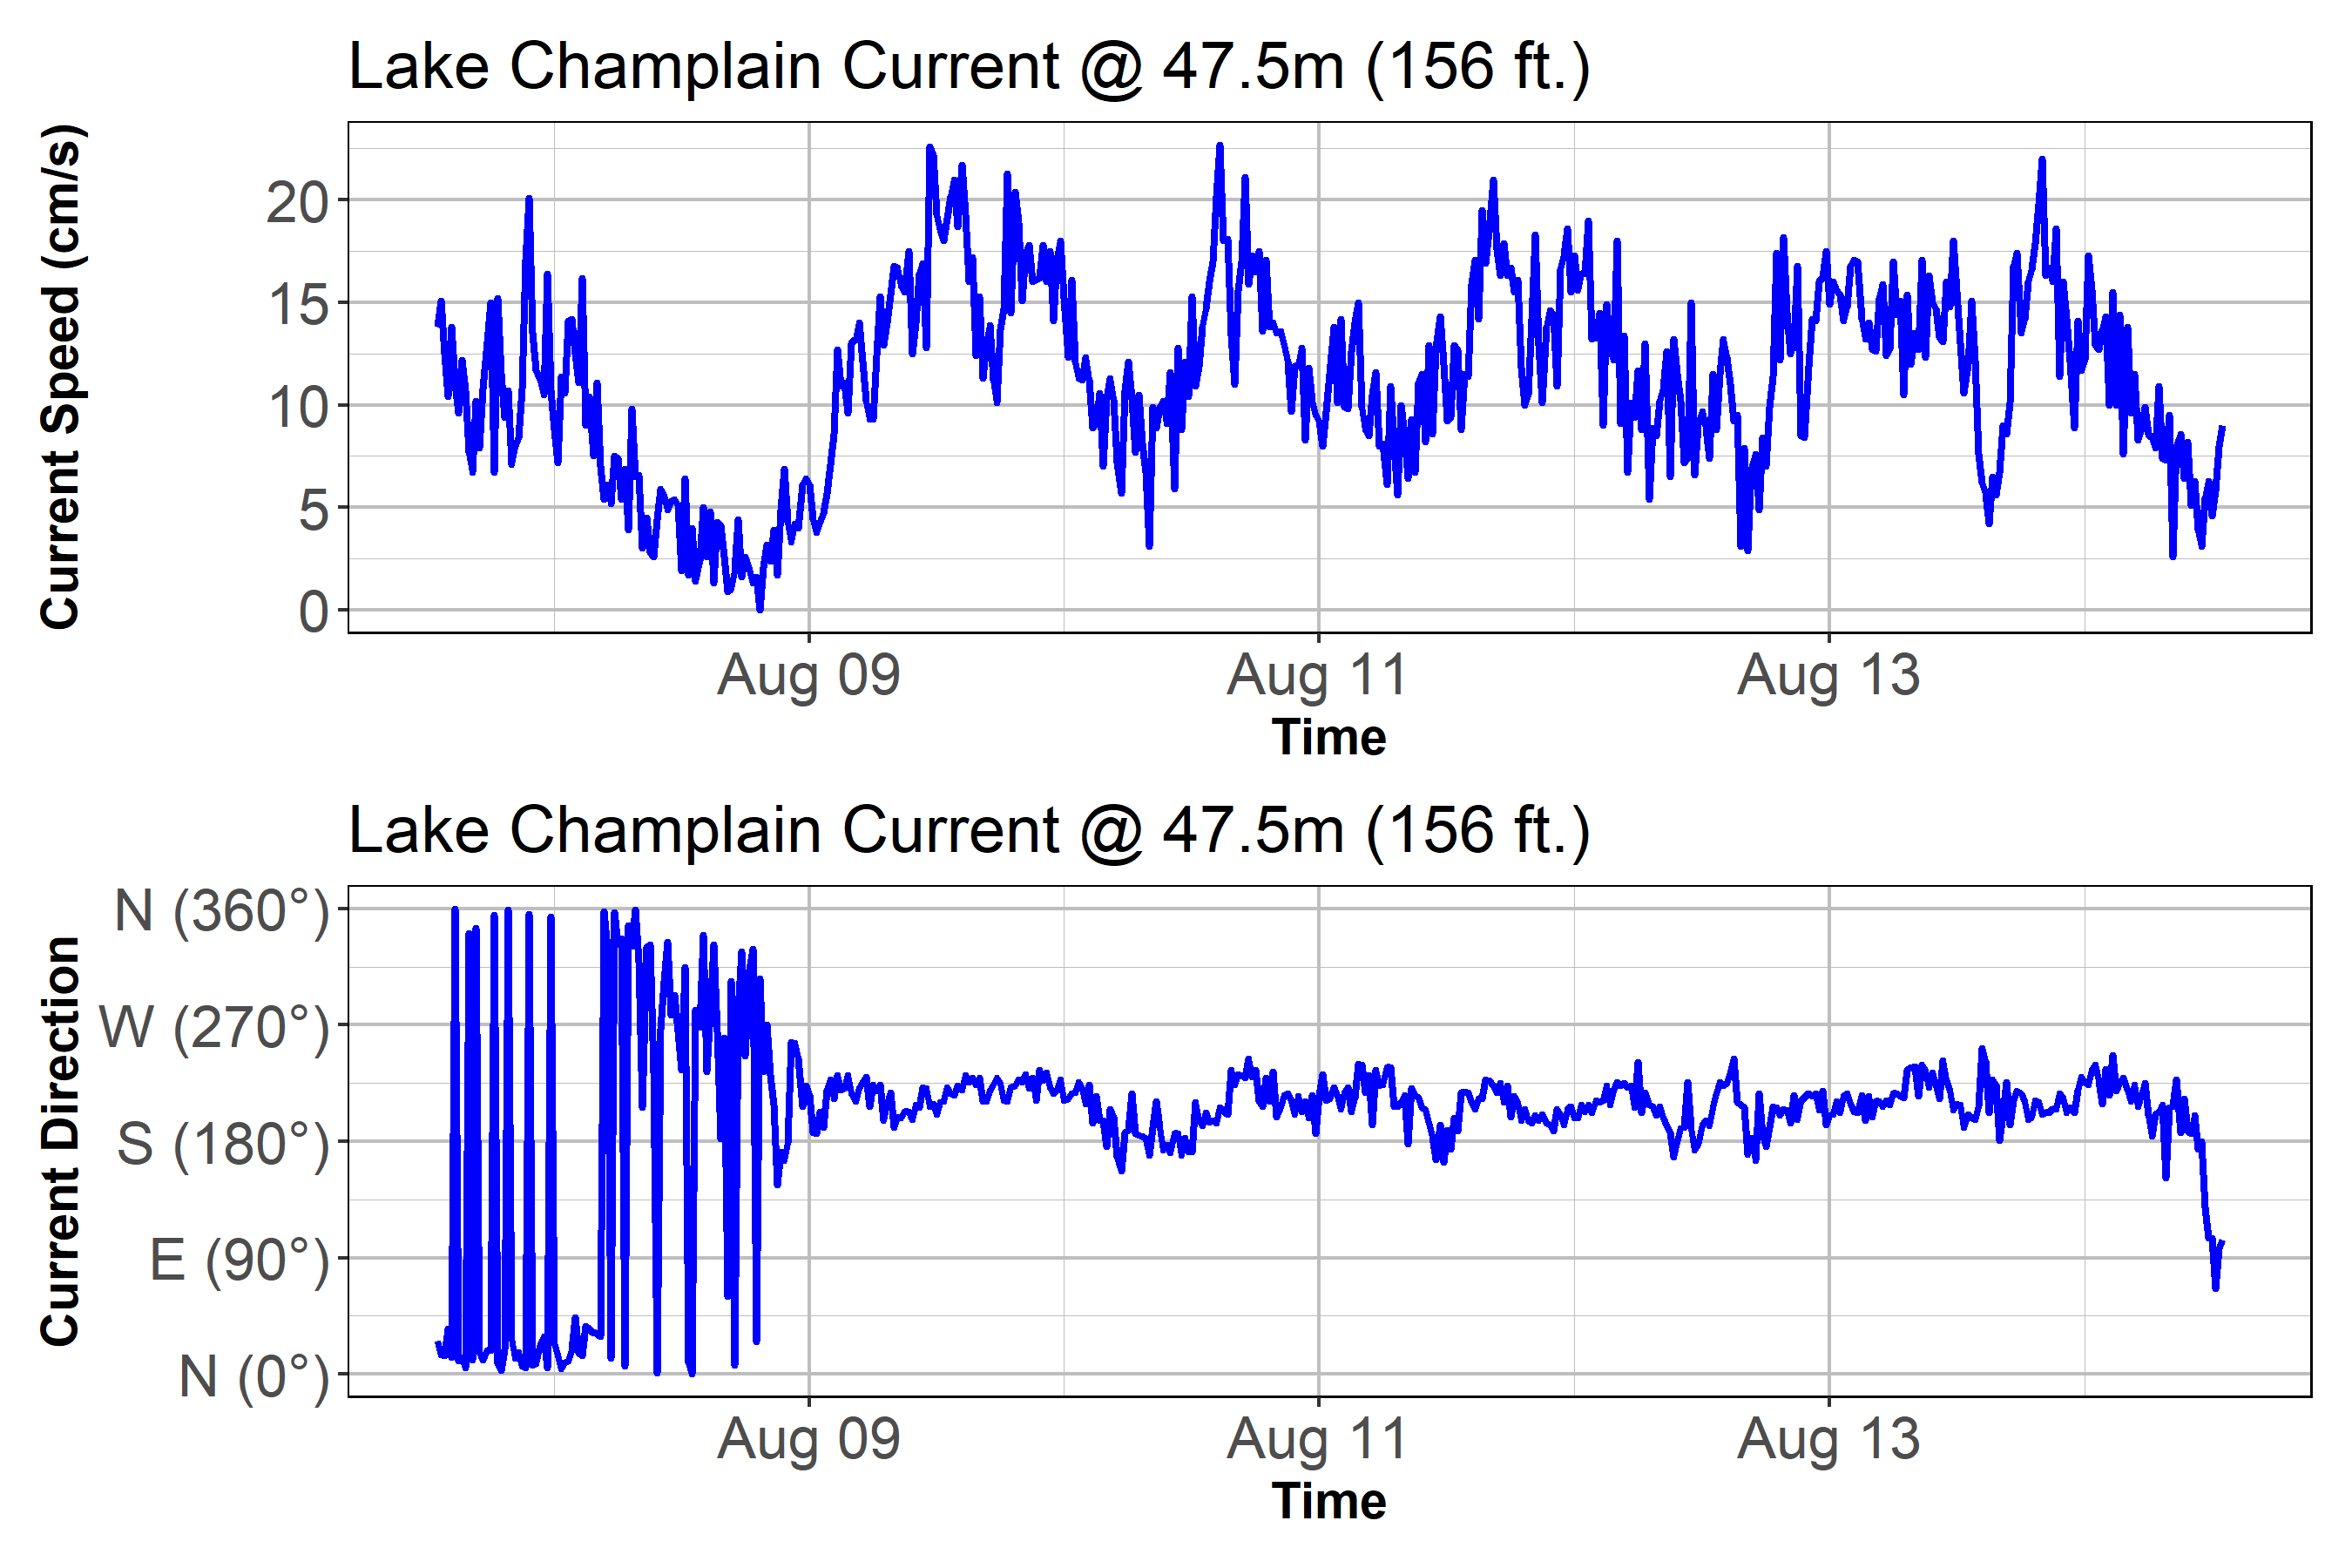 Lake Champlain Current @ 47.5m (156 ft.)
Current Speed (cm/s)
20
15
10
5
0
Aug 09 Aug 11 Aug 13
Time
Lake Champlain Current @ 47.5m (156 ft.)
Current Direction
N (360°)
W (270°)
S (180°)
E (90°)
N (0°)
Aug 09 Aug 11 Aug 13
Time